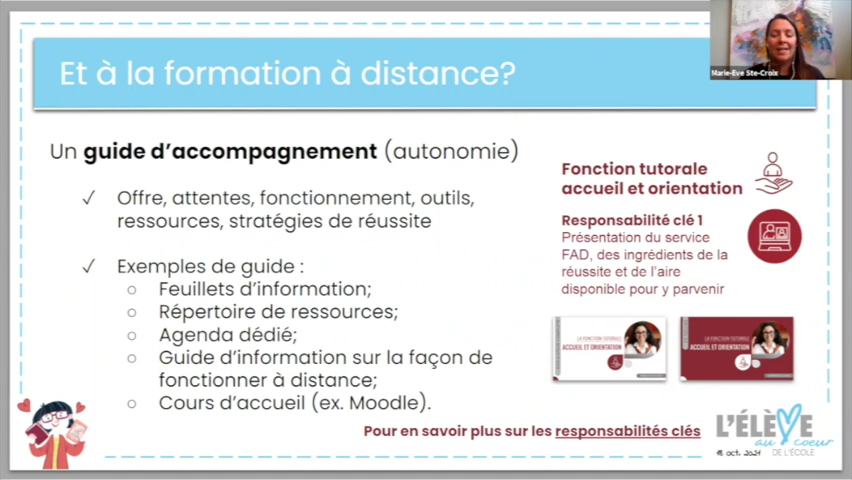 Et à la formation à distance?
Marie-Eve Ste-Croix
Un guide d'accompagnement (autonomie)
✓ Offre, attentes, fonctionnement, outils,
ressources, stratégies de réussite
✓ Exemples de guide :
○ Feuillets d'information;
○ Répertoire de ressources;
○ Agenda dédié;
○ Guide d'information sur la façon de
fonctionner à distance;
○ Cours d'accueil (ex. Moodle).
Fonction tutorale
accueil et orientation
Responsabilité clé 1
Présentation du service
FAD, des ingrédients de la
réussite et de l'aire
disponible pour y parvenir
LA FONCTION TUTORALE
ACCUEIL ET ORIENTATION
LA FONCTION TUTORALE
ACCUEIL ET ORIENTATION
Pour en savoir plus sur les responsabilités clés
L'ÉLÈVE
au coeur
DE L'ÉCOLE
oct. 2021